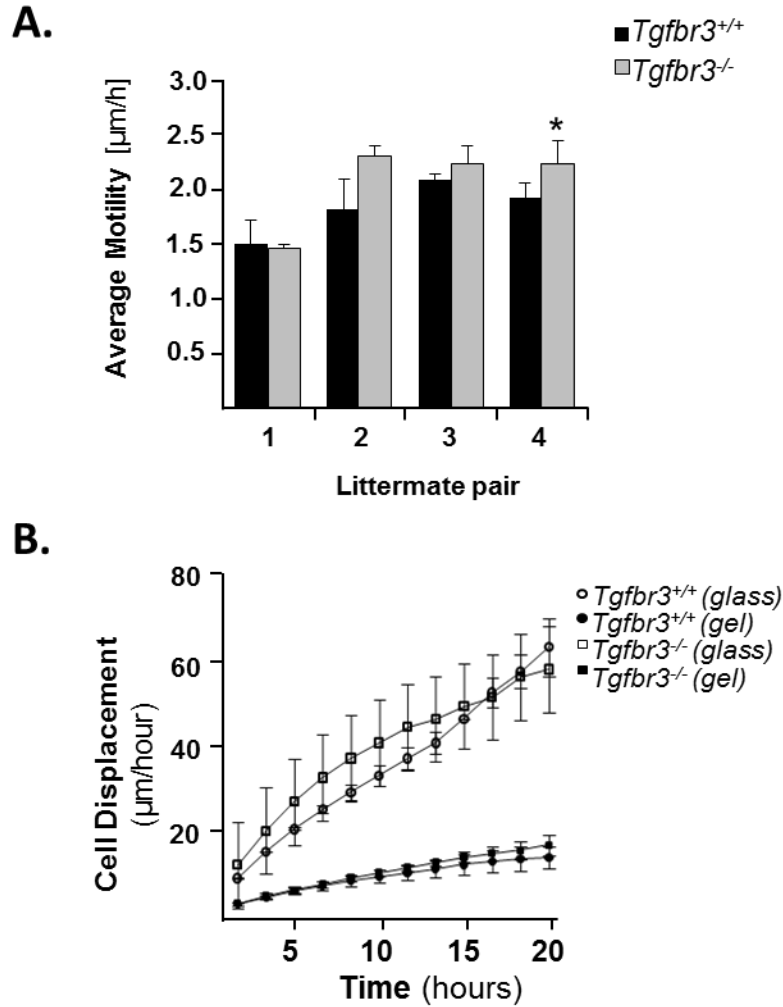 A.
Tgfbr3+/+
Tgfbr3-/-
Average Motility [µm/h]
3.0
2.5
2.0
1.5
1.0
0.5
*
1 2 3 4
Littermate pair
B.
Cell Displacement
(µm/hour)
80
60
40
20
Tgfbr3+/+ (glass)
Tgfbr3+/+ (gel)
Tgfbr3-/- (glass)
Tgfbr3-/- (gel)
5 10 15 20
Time (hours)